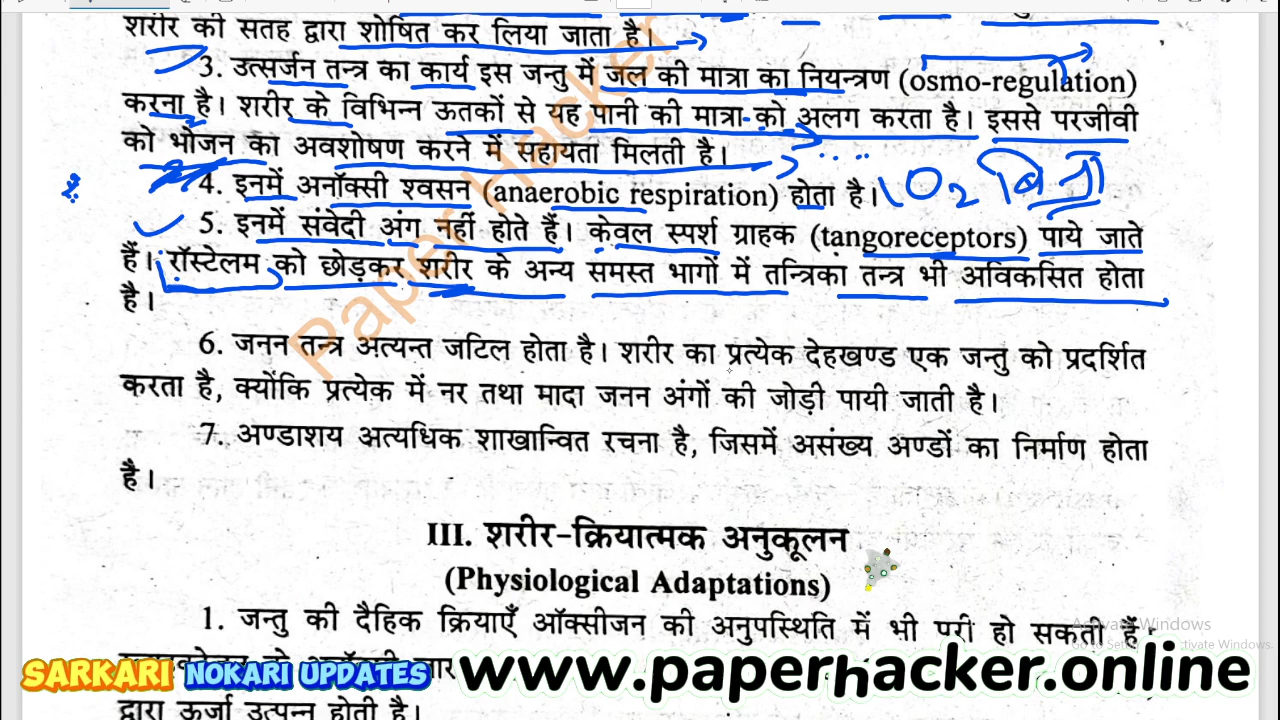 शरीर की सतह द्वारा शोषित कर लिया जाता है।
3. उत्सर्जन तन्त्र का कार्य इस जन्तु में जल की मात्रा का नियन्त्रण (osmo-regulation)
करना है। शरीर के विभिन्न ऊतकों से यह पानी की मात्रा को अलग करता है। इससे परजीवी
को भोजन का अवशोषण करने में सहायता मिलती है।
4. इनमें अनॉक्सी श्वसन (anaerobic respiration) होता है। O2 बिना
5. इनमें संवेदी अंग नहीं होते हैं। केवल स्पर्श ग्राहक (tangoreceptors) पाये जाते
हैं। रॉस्टेलम को छोड़कर शरीर के अन्य समस्त भागों में तन्त्रिका तन्त्र भी अविकसित होता
है।
6. जनन तन्त्र अत्यन्त जटिल होता है। शरीर का प्रत्येक देहखण्ड एक जन्तु को प्रदर्शित
करता है, क्योंकि प्रत्येक में नर तथा मादा जनन अंगों की जोड़ी पायी जाती है।
7. अण्डाशय अत्यधिक शाखान्वित रचना है, जिसमें असंख्य अण्डों का निर्माण होता
है।
Paper Hacker
III. शरीर-क्रियात्मक अनुकूलन
(Physiological Adaptations)
1. जन्तु की दैहिक क्रियाएँ ऑक्सीजन की अनुपस्थिति में भी पूरी हो सकती हैं।
Activate Windows
SARKARI NOKARI UPDATES www.paperhacker.online
द्वारा ऊर्जा उत्पन्न होती है।